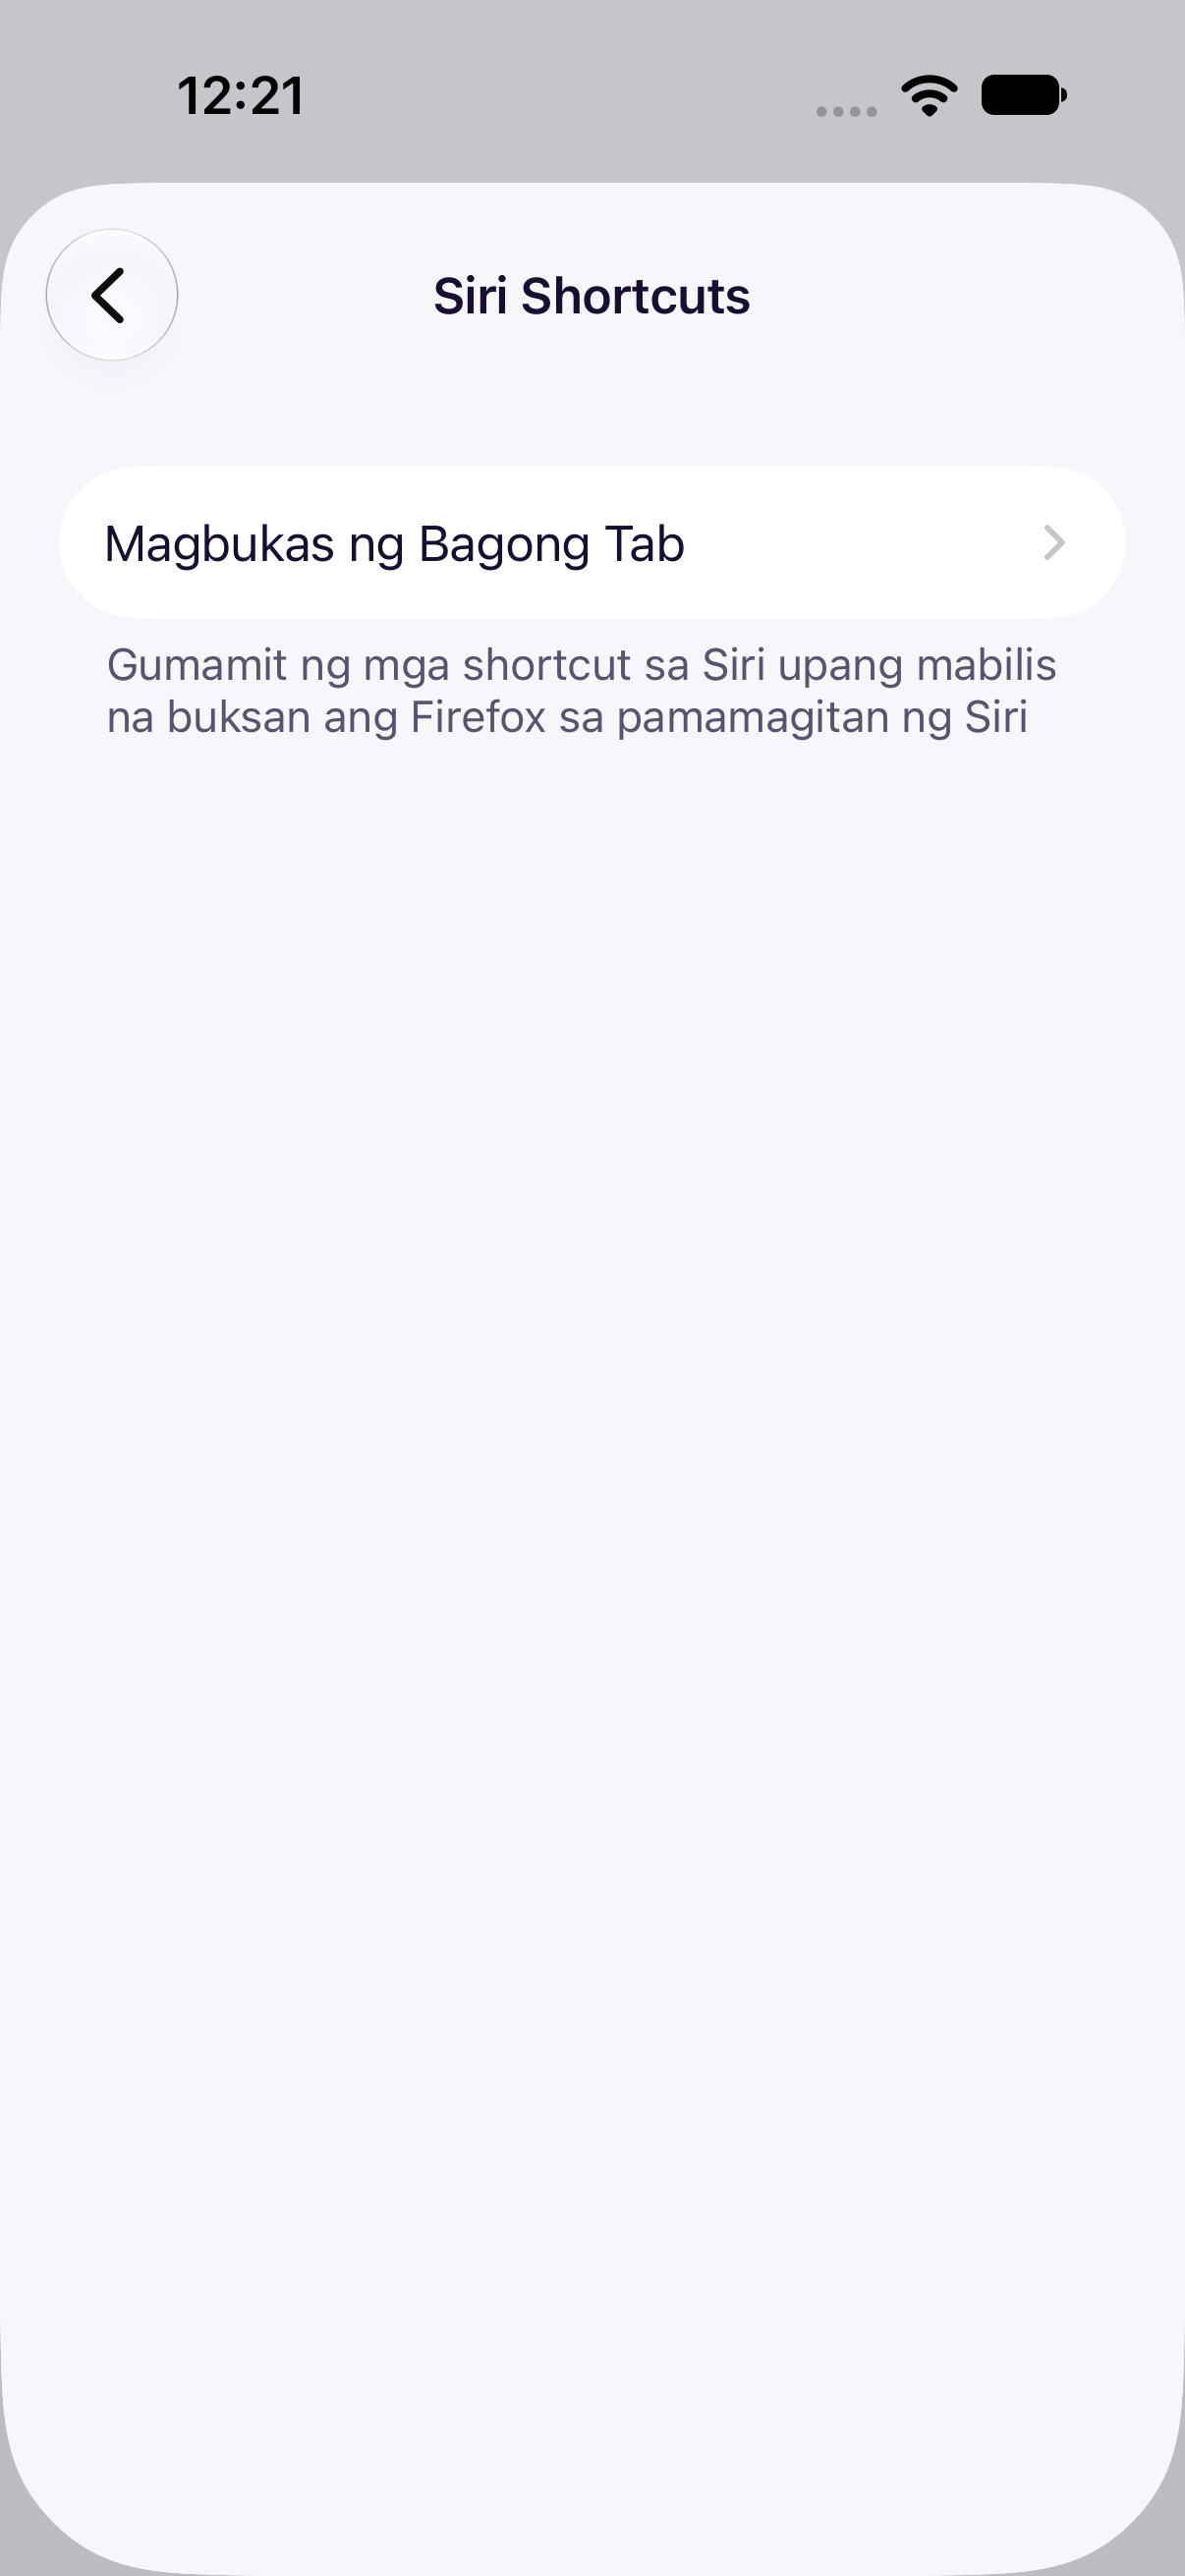 12:21
Siri Shortcuts
Magbukas ng Bagong Tab
Gumamit ng mga shortcut sa Siri upang mabilis
na buksan ang Firefox sa pamamagitan ng Siri